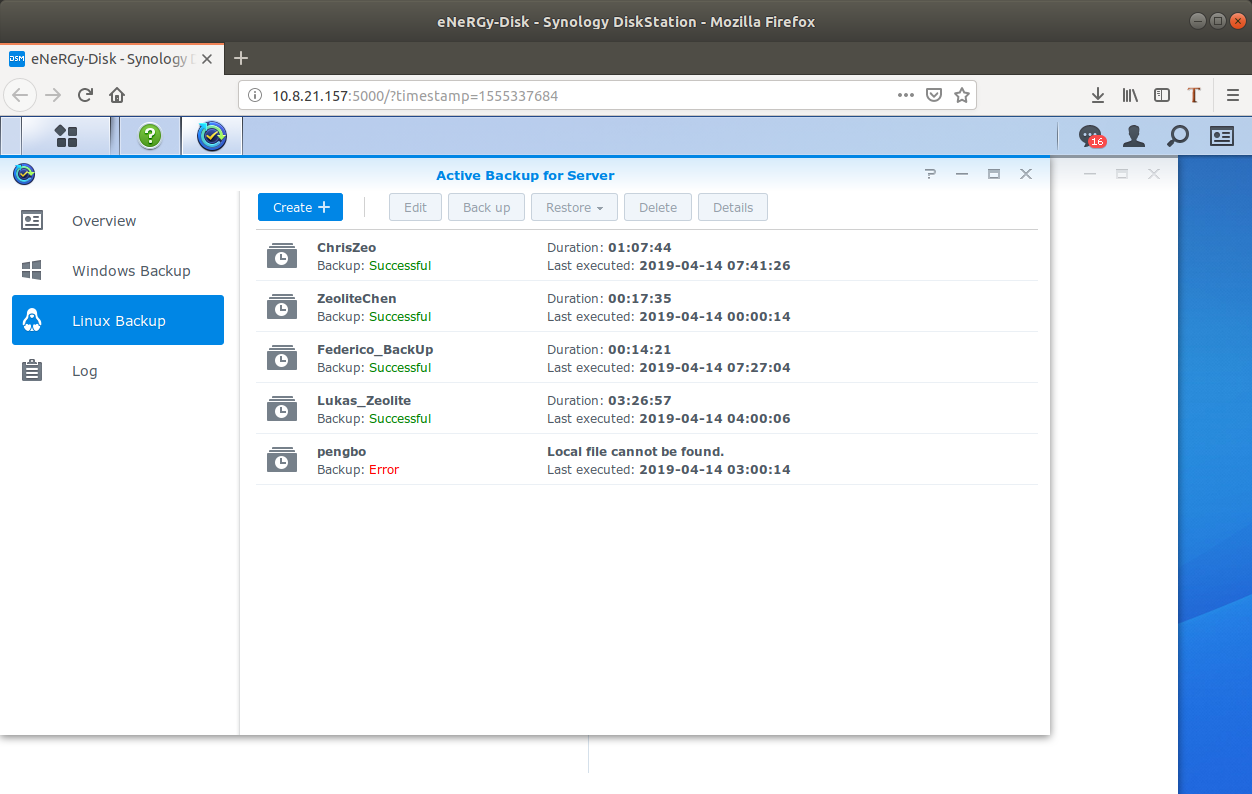 eNeRGy-Disk - Synology DiskStation - Mozilla Firefox
DSM eNeRGy-Disk - Synology D
10.8.21.157:5000/?timestamp=1555337684
16
Active Backup for Server
Overview
Windows Backup
Linux Backup
Log
Create + Edit Back up Restore Delete Details
ChrisZeo Duration: 01:07:44
Backup: Successful Last executed: 2019-04-14 07:41:26
ZeoliteChen Duration: 00:17:35
Backup: Successful Last executed: 2019-04-14 00:00:14
Federico_BackUp Duration: 00:14:21
Backup: Successful Last executed: 2019-04-14 07:27:04
Lukas_Zeolite Duration: 03:26:57
Backup: Successful Last executed: 2019-04-14 04:00:06
pengbo Local file cannot be found.
Backup: Error Last executed: 2019-04-14 03:00:14